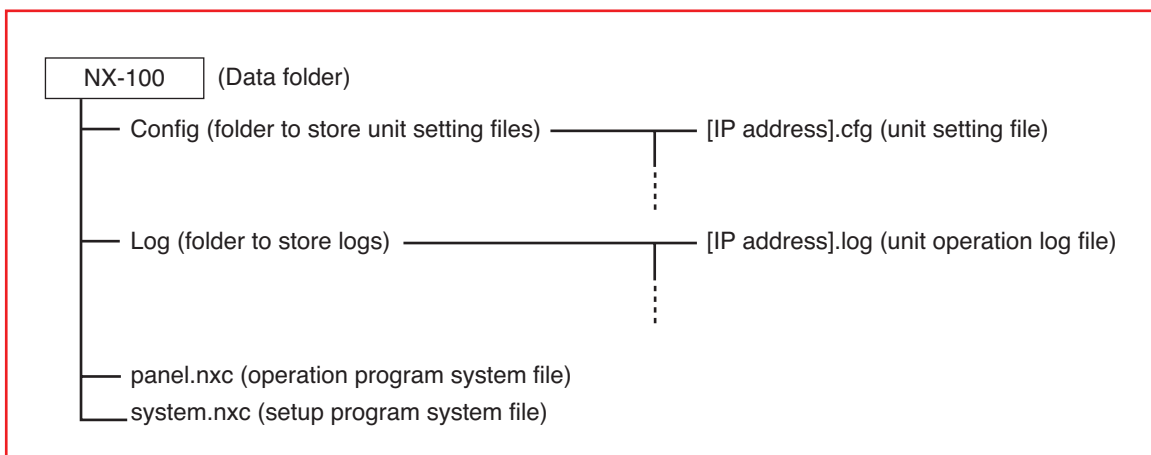 NX-100 (Data folder)
Config (folder to store unit setting files) [IP address].cfg (unit setting file)
Log (folder to store logs) [IP address].log (unit operation log file)
panel.nxc (operation program system file)
system.nxc (setup program system file)